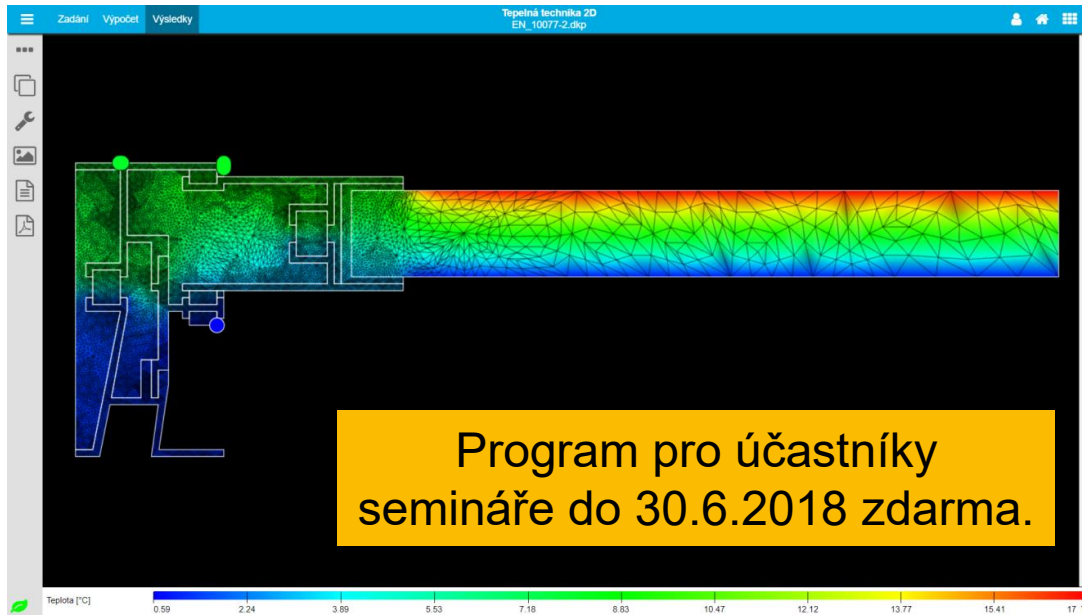 Zadání Výpočet Výsledky
Tepelná technika 2D
EN_10077-2.dkp
Program pro účastníky
semináře do 30.6.2018 zdarma.
Teplota [°C]
0.59 2.24 3.89 5.53 7.18 8.83 10.47 12.12 13.77 15.41 17